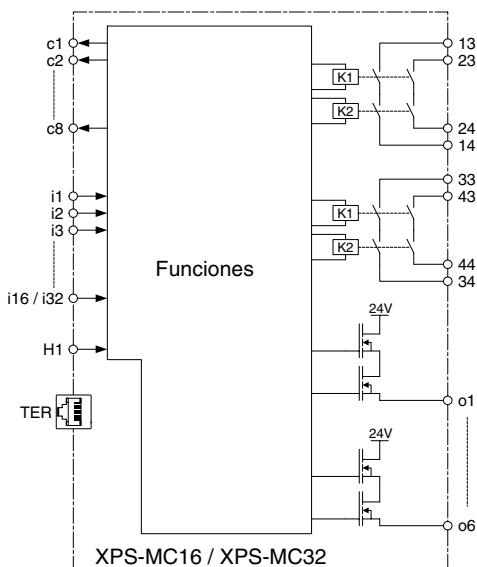 c1
c2
c8
i1
i2
i3
i16 / i32
H1
TER
Funciones
K1
K2
13
23
24
14
K1
K2
33
43
44
34
24V
o1
24V
o6
XPS-MC16 / XPS-MC32